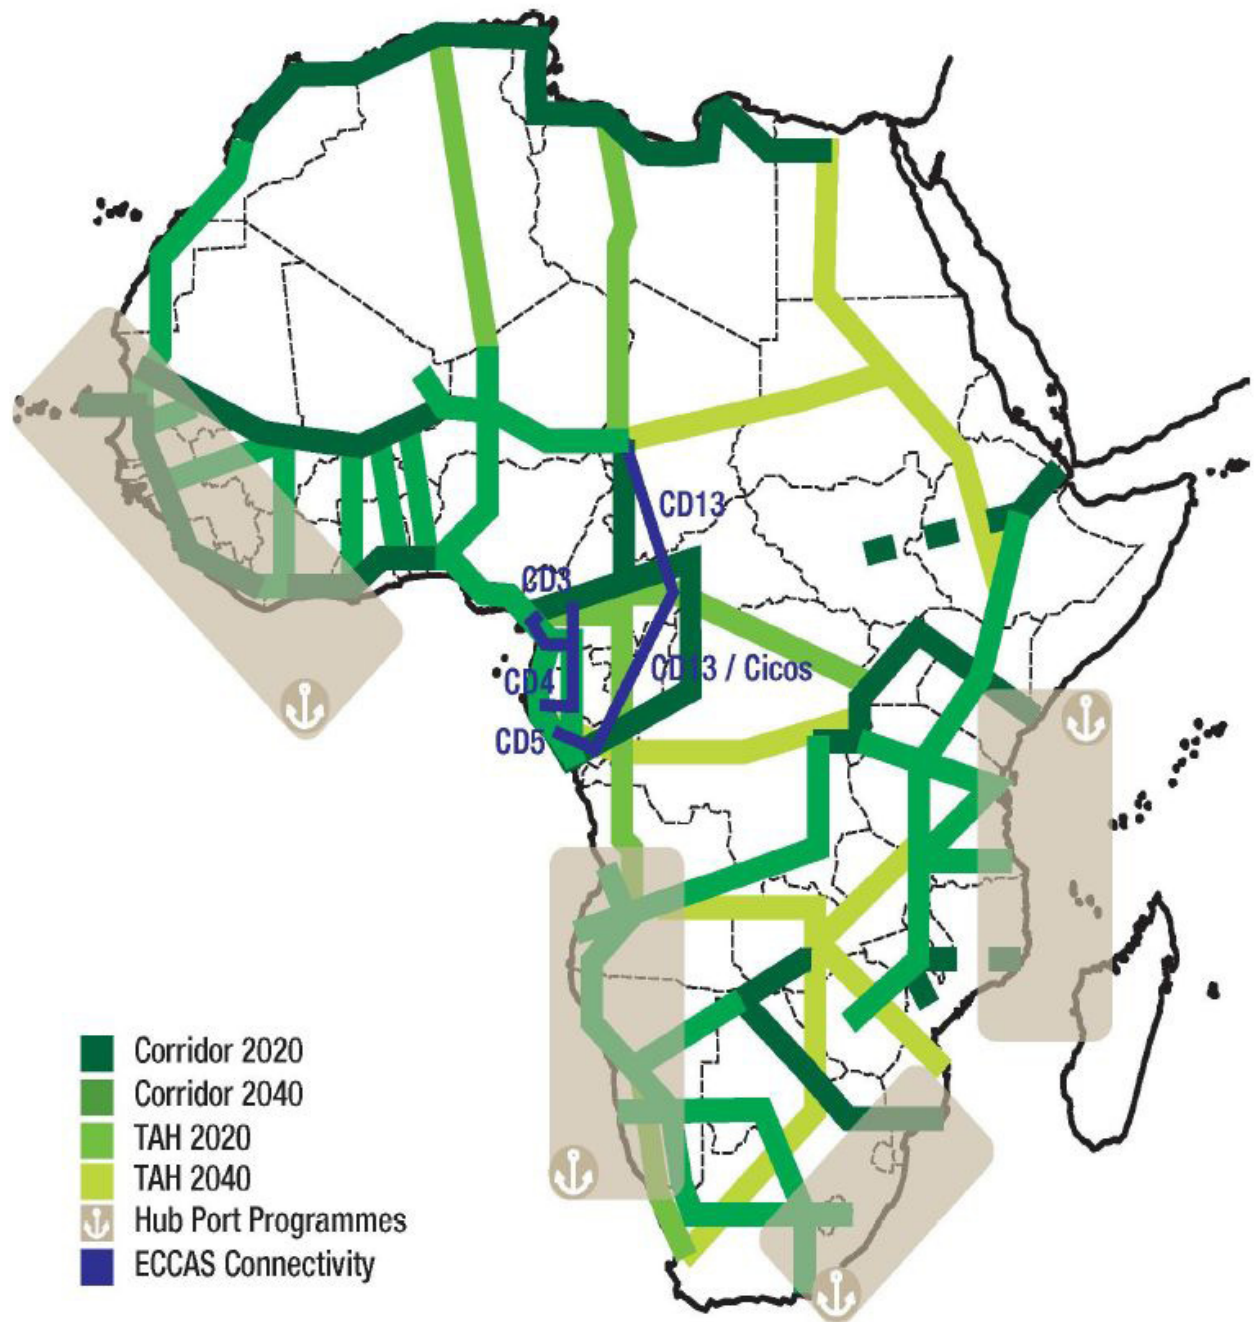 CD13
CD3
CD13 / Cicos
CD4
CD5
Corridor 2020
Corridor 2040
TAH 2020
TAH 2040
Hub Port Programmes
ECCAS Connectivity